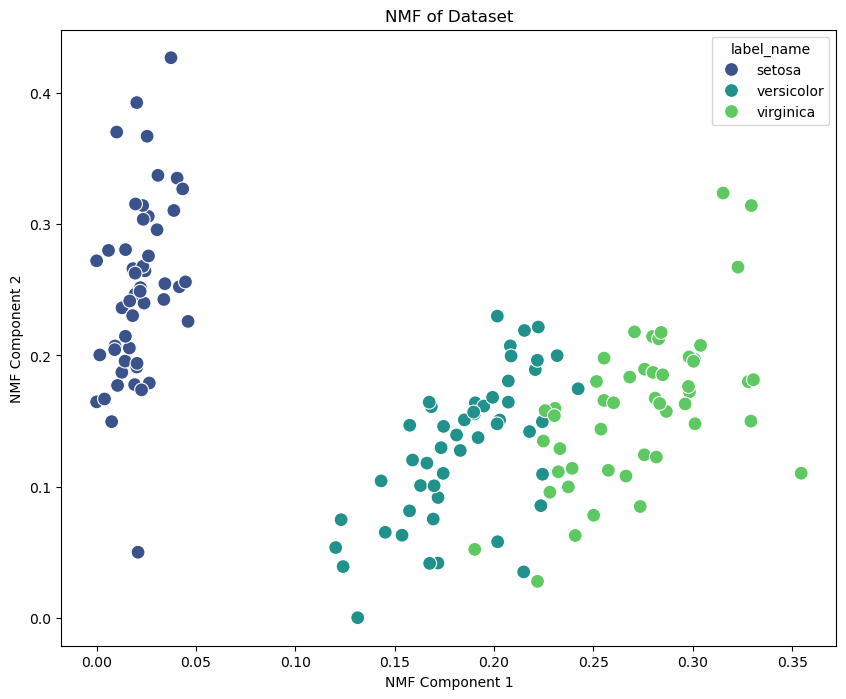 NMF of Dataset
label_name
setosa
versicolor
virginica
NMF Component 2
0.4
0.3
0.2
0.1
0.0
0.00 0.05 0.10 0.15 0.20 0.25 0.30 0.35
NMF Component 1